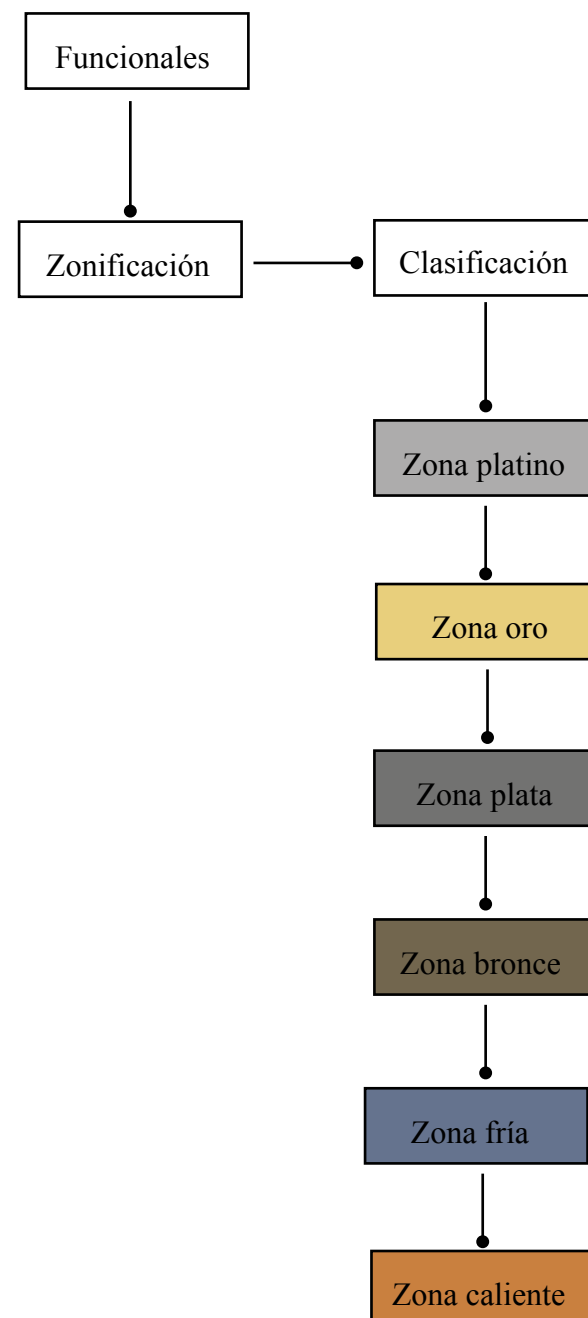 Funcionales
Zonificación
Clasificación
Zona platino
Zona oro
Zona plata
Zona bronce
Zona fría
Zona caliente